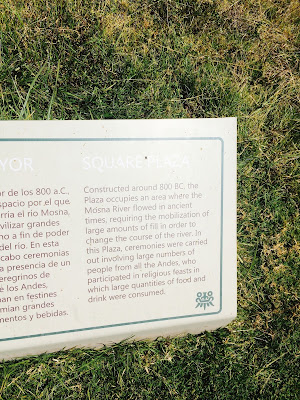 YOR
or de los 800 a.C.,
spacio por el que
rría el río Mosna,
vilizar grandes
no a fin de poder
del río. En esta
cabo ceremonias
a presencia de un
eregrinos de
é los Andes,
ban en festines
mían grandes
mentos y bebidas.
SQUARE PLAZA
Constructed around 800 BC, the
Plaza occupies an area where the
Mosna River flowed in ancient
times, requiring the mobilization of
large amounts of fill in order to
change the course of the river. In
this Plaza, ceremonies were carried
out involving large numbers of
people from all the Andes, who
participated in religious feasts in
which large quantities of food and
drink were consumed.